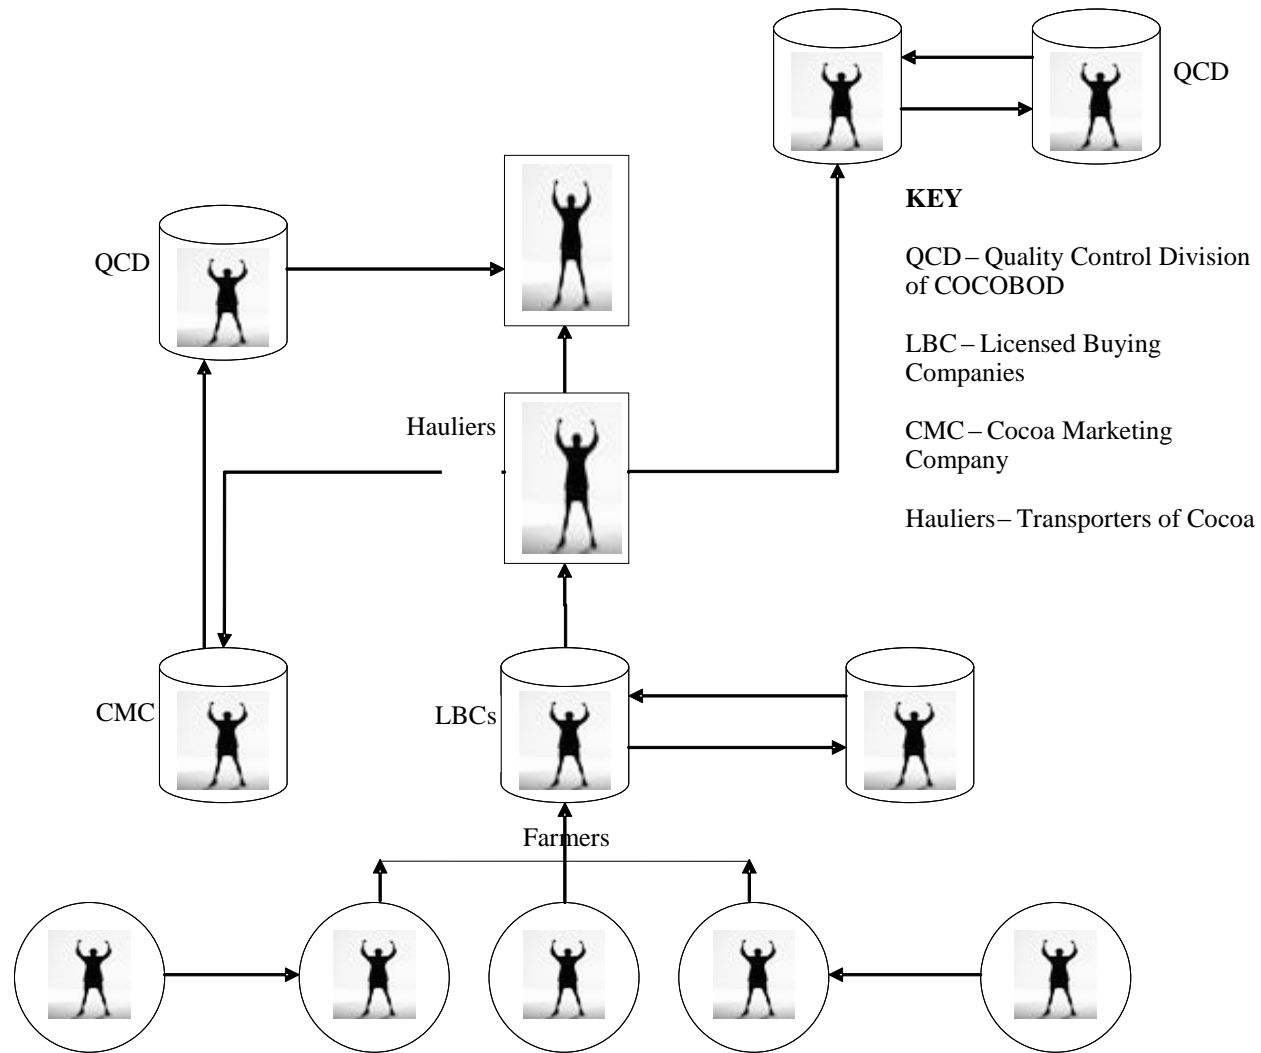 QCD
QCD
KEY
QCD – Quality Control Division
of COCOBOD
LBC – Licensed Buying
Companies
CMC – Cocoa Marketing
Company
Hauliers – Transporters of Cocoa
Hauliers
CMC
LBCs
Farmers